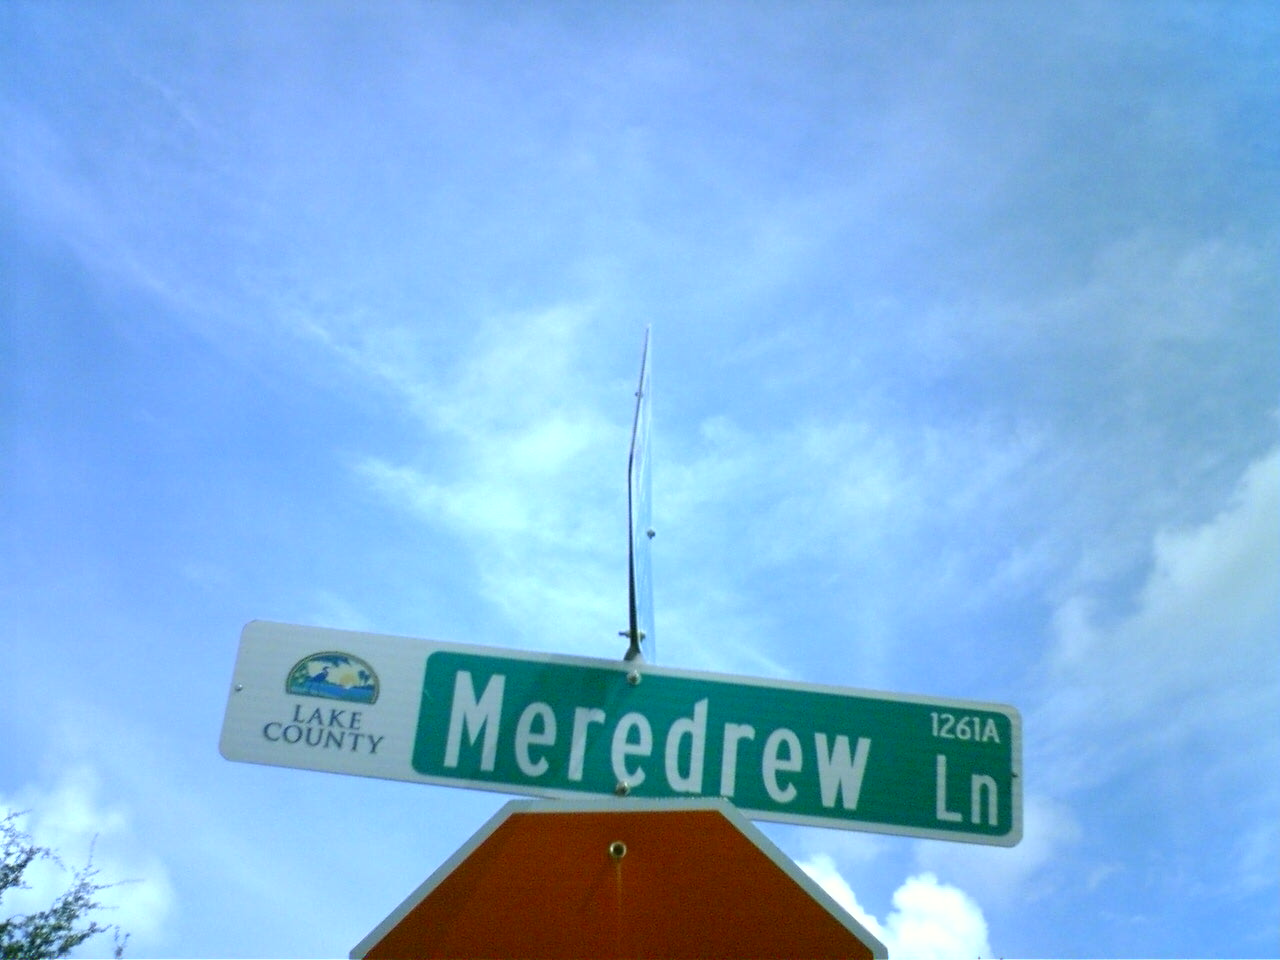 LAKE
COUNTY
Meredrew
1261A
Ln